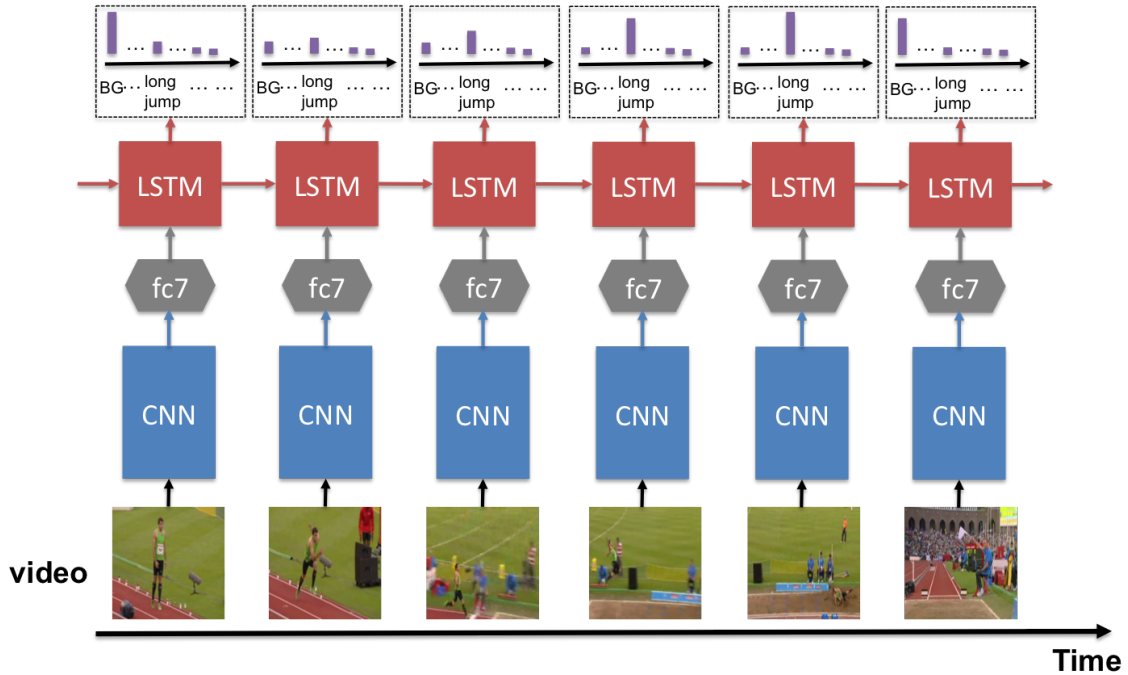 BG ... long ... ...
jump
BG ... long ... ...
jump
BG ... long ... ...
jump
BG ... long ... ...
jump
BG ... long ... ...
jump
BG ... long ... ...
jump
LSTM LSTM LSTM LSTM LSTM LSTM
fc7 fc7 fc7 fc7 fc7 fc7
CNN CNN CNN CNN CNN CNN
video
Time